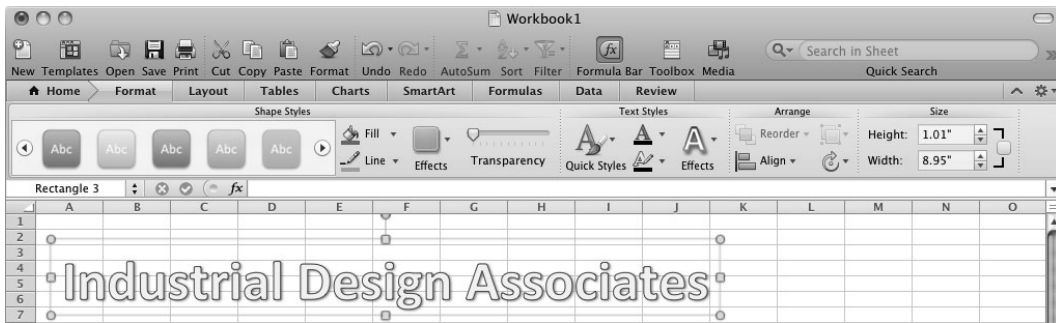 Workbook1
Search in Sheet
New Templates Open Save Print Cut Copy Paste Format Undo Redo AutoSum Sort Filter Formula Bar Toolbox Media Quick Search
Home Format Layout Tables Charts SmartArt Formulas Data Review
Shape Styles Text Styles Arrange Size
Abc Abc Abc Abc Abc Fill Reorder Height: 1.01"
Line Effects Transparency Quick Styles Effects Align Width: 8.95"
Rectangle 3 fx
A B C D E F G H I J K L M N O
1
2
3
4
5
6
7
Industrial Design Associates